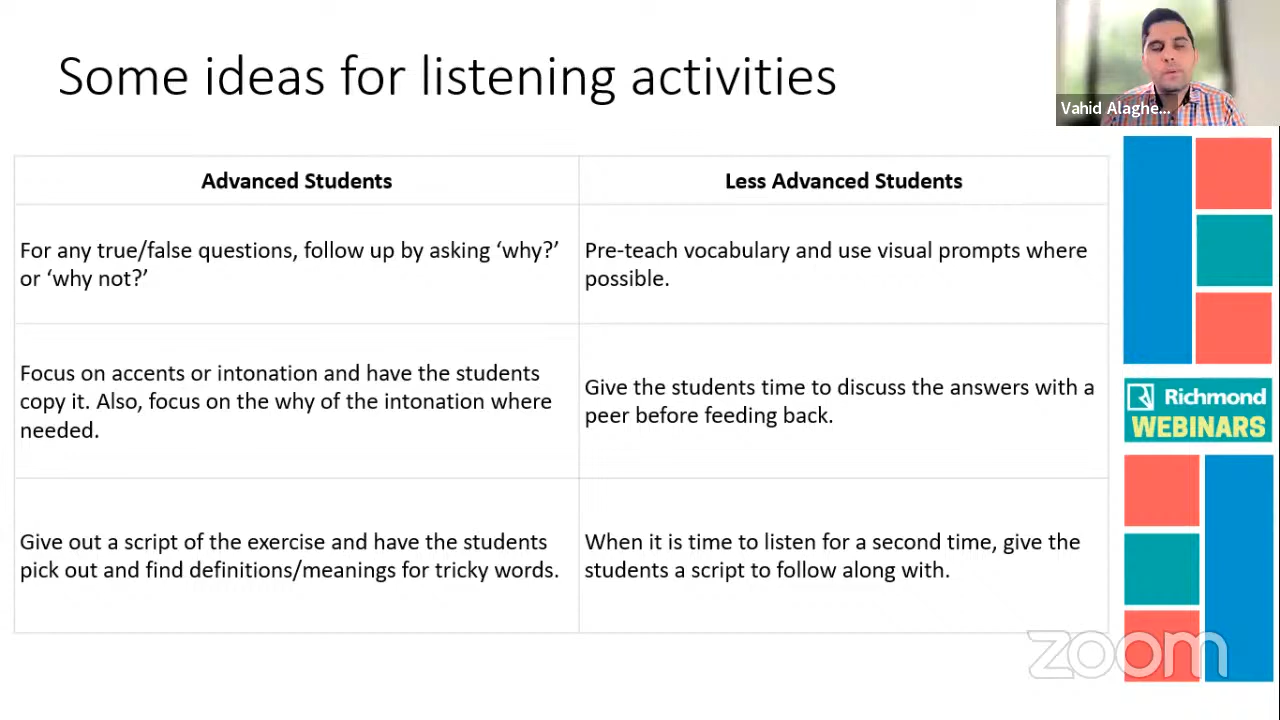 Some ideas for listening activities
Vahid Alaghe...
Advanced Students
Less Advanced Students
For any true/false questions, follow up by asking ‘why?’
or ‘why not?’
Pre-teach vocabulary and use visual prompts where
possible.
Focus on accents or intonation and have the students
copy it. Also, focus on the why of the intonation where
needed.
Give the students time to discuss the answers with a
peer before feeding back.
Give out a script of the exercise and have the students
pick out and find definitions/meanings for tricky words.
When it is time to listen for a second time, give the
students a script to follow along with.
Richmond
WEBINARS
zoom